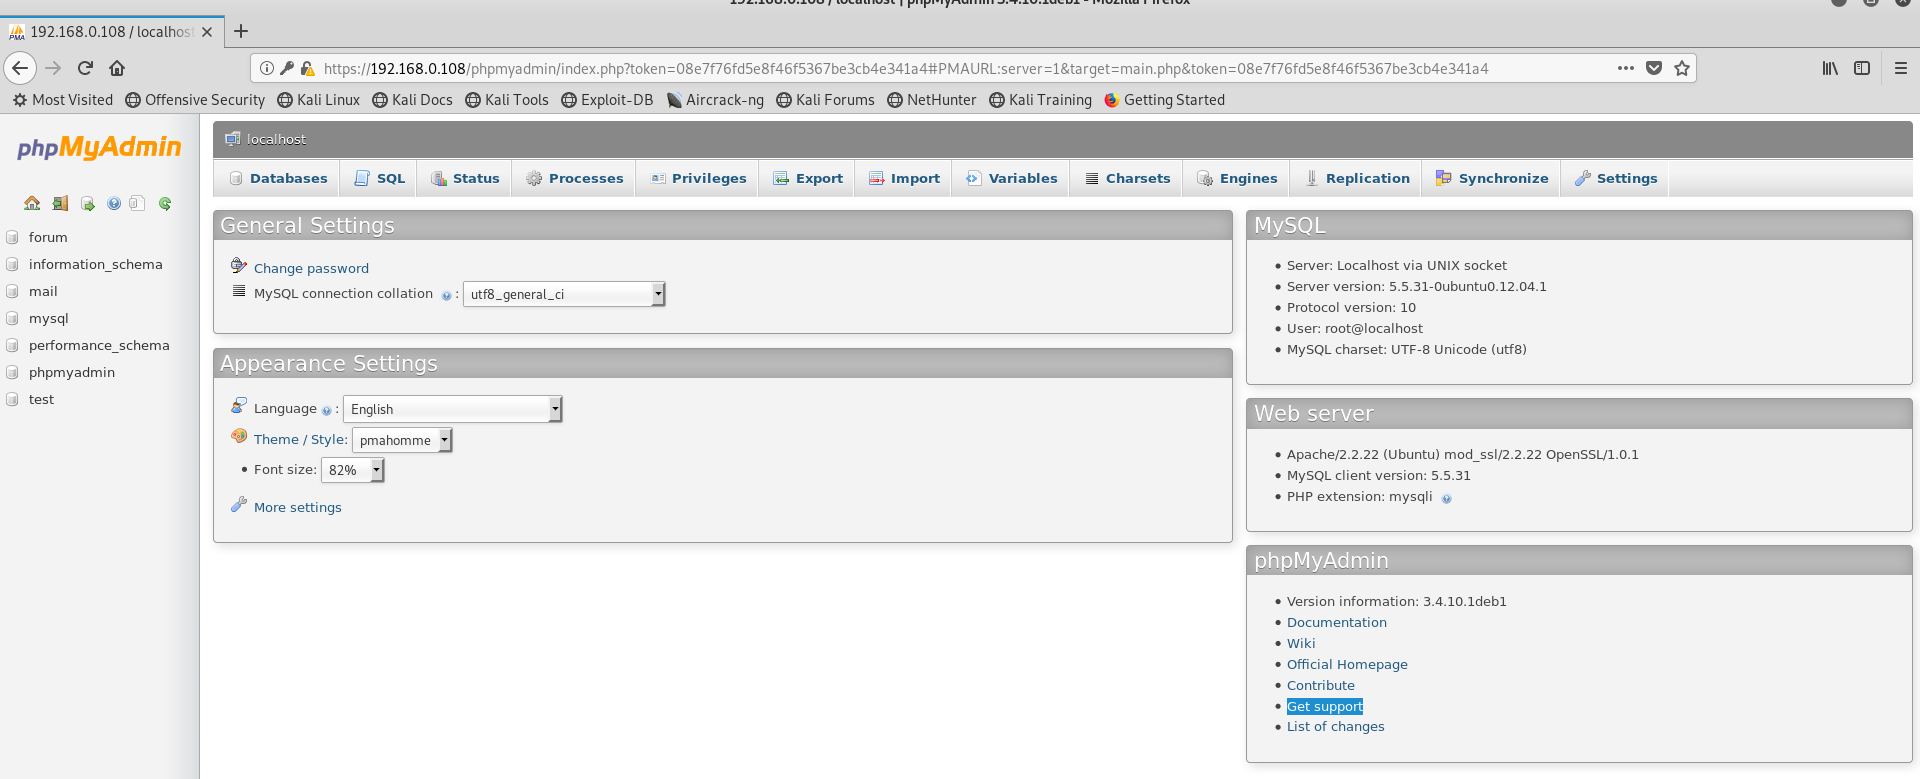 192.168.0.108 / localhost | phpMyAdmin 3.4.10.1deb1 - Mozilla Firefox
192.168.0.108 / localhost
https://192.168.0.108/phpmyadmin/index.php?token=08e7f76fd5e8f46f5367be3cb4e341a4#PMAURL:server=1&target=main.php&token=08e7f76fd5e8f46f5367be3cb4e341a4
Most Visited Offensive Security Kali Linux Kali Docs Kali Tools Exploit-DB Aircrack-ng Kali Forums NetHunter Kali Training Getting Started
phpMyAdmin
forum
information_schema
mail
mysql
performance_schema
phpmyadmin
test
localhost
Databases SQL Status Processes Privileges Export Import Variables Charsets Engines Replication Synchronize Settings
General Settings
Change password
MySQL connection collation : utf8_general_ci
Appearance Settings
Language : English
Theme / Style: pmahomme
• Font size: 82%
More settings
MySQL
• Server: Localhost via UNIX socket
• Server version: 5.5.31-0ubuntu0.12.04.1
• Protocol version: 10
• User: root@localhost
• MySQL charset: UTF-8 Unicode (utf8)
Web server
• Apache/2.2.22 (Ubuntu) mod_ssl/2.2.22 OpenSSL/1.0.1
• MySQL client version: 5.5.31
• PHP extension: mysqli
phpMyAdmin
• Version information: 3.4.10.1deb1
• Documentation
• Wiki
• Official Homepage
• Contribute
• Get support
• List of changes